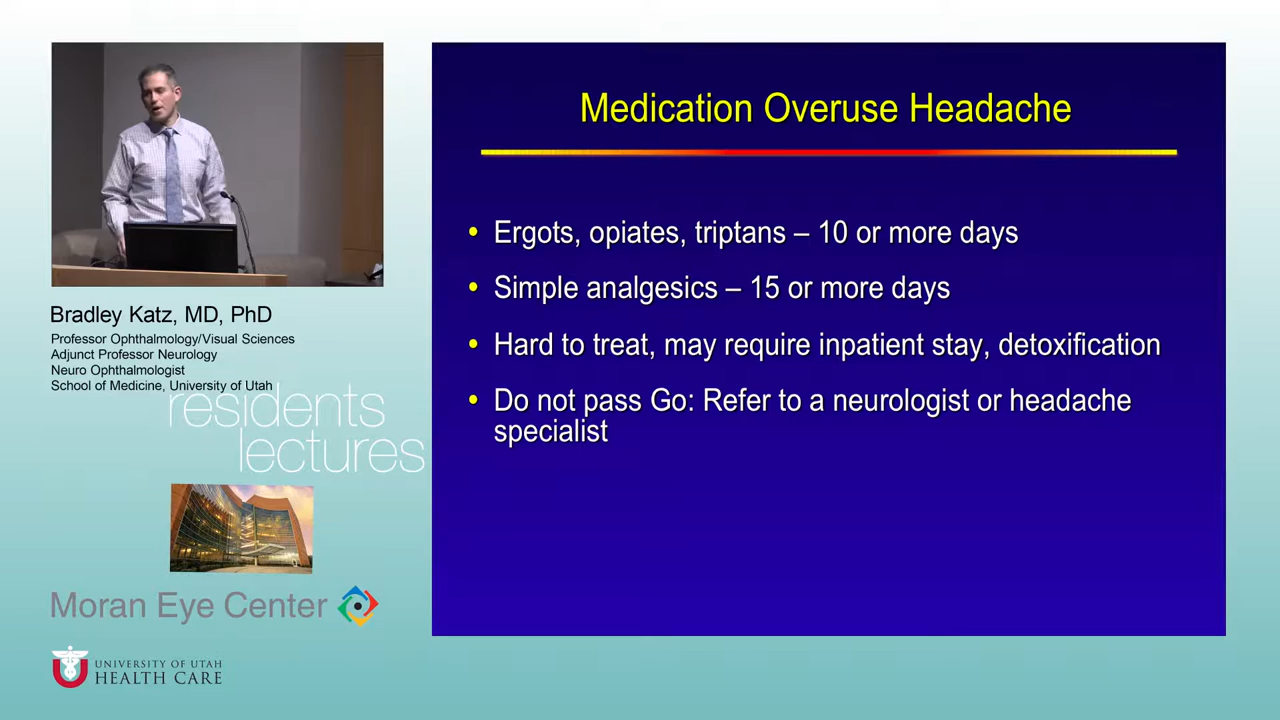 Medication Overuse Headache
• Ergots, opiates, triptans – 10 or more days
• Simple analgesics – 15 or more days
• Hard to treat, may require inpatient stay, detoxification
• Do not pass Go: Refer to a neurologist or headache
specialist
Bradley Katz, MD, PhD
Professor Ophthalmology/Visual Sciences
Adjunct Professor Neurology
Neuro Ophthalmologist
School of Medicine, University of Utah
residents
lectures
Moran Eye Center
UNIVERSITY OF UTAH
HEALTH CARE